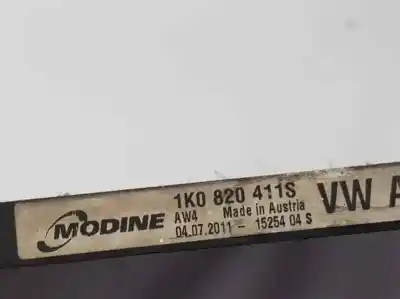 MODINE
1K0 820 411S
AW4 Made in Austria
04.07.2011 - 15254 04 S
VW A